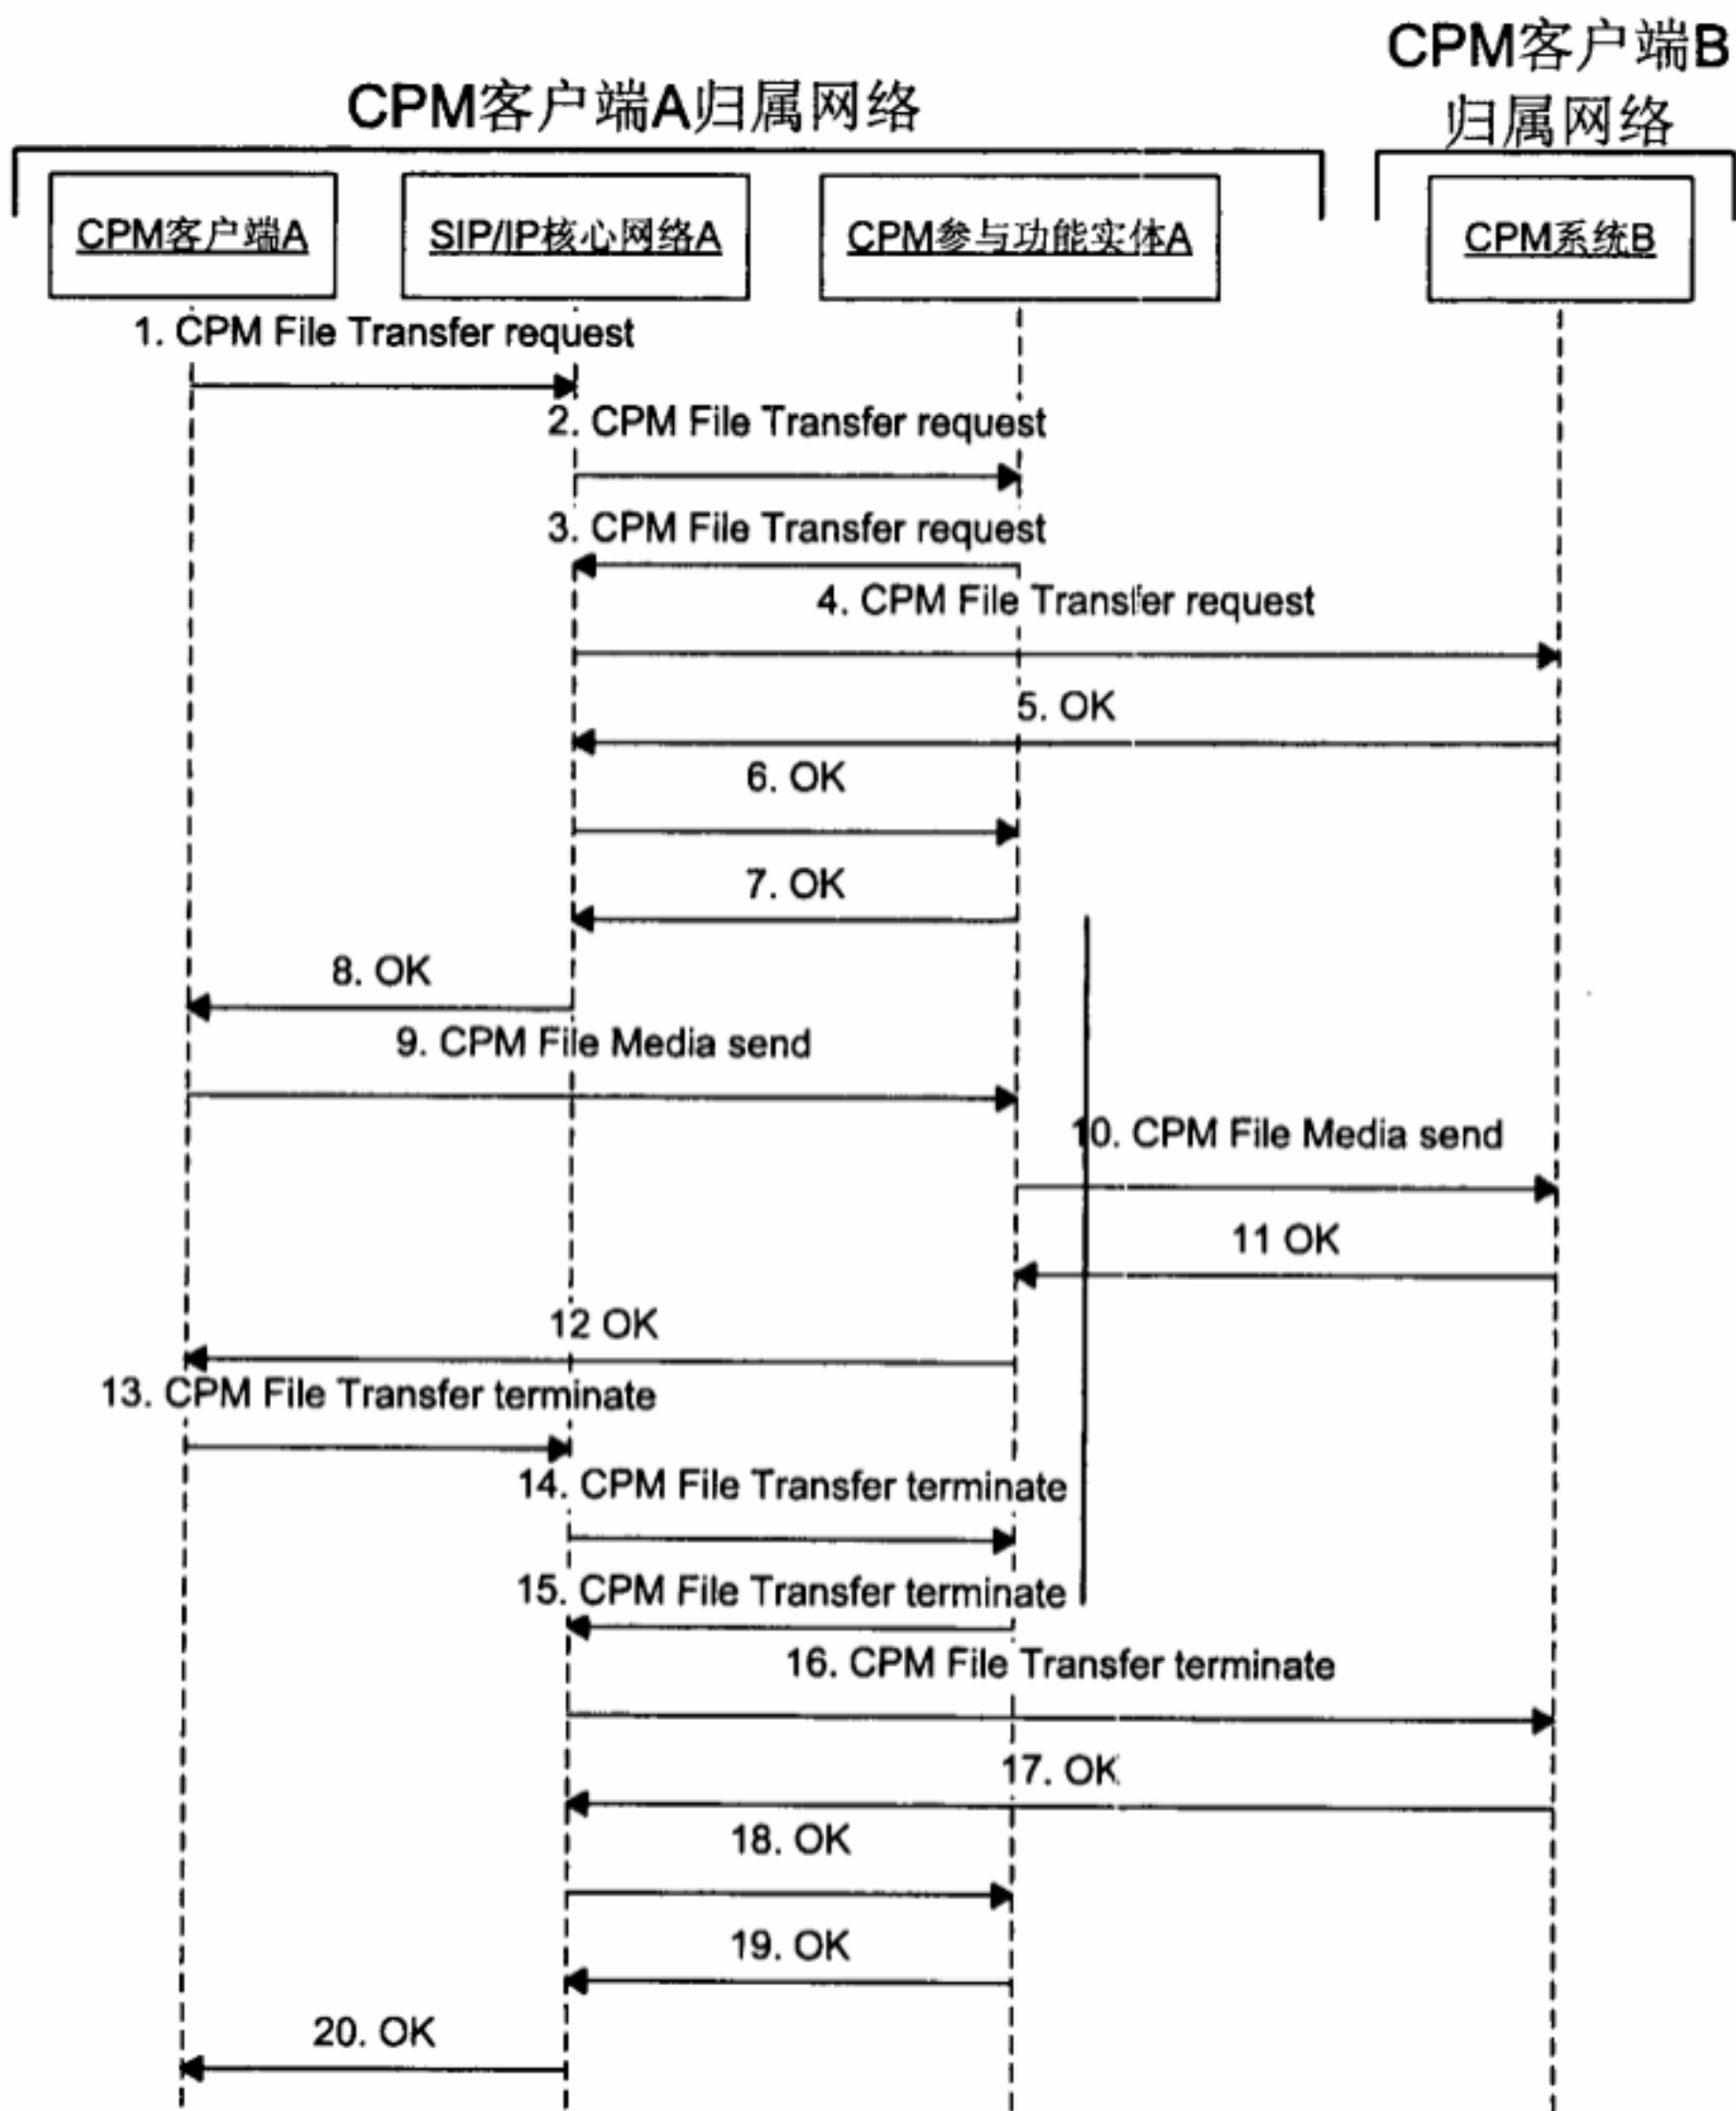 CPM客户端B
归属网络
CPM客户端A归属网络
CPM客户端A
SIP/IP核心网络A
CPM参与功能实体A
CPM系统B
1. CPM File Transfer request
2. CPM File Transfer request
3. CPM File Transfer request
4. CPM File Transfer request
5. OK
6. OK
7. OK
8. OK
9. CPM File Media send
10. CPM File Media send
11 OK
12 OK
13. CPM File Transfer terminate
14. CPM File Transfer terminate
15. CPM File Transfer terminate
16. CPM File Transfer terminate
17. OK
18. OK
19. OK
20. OK